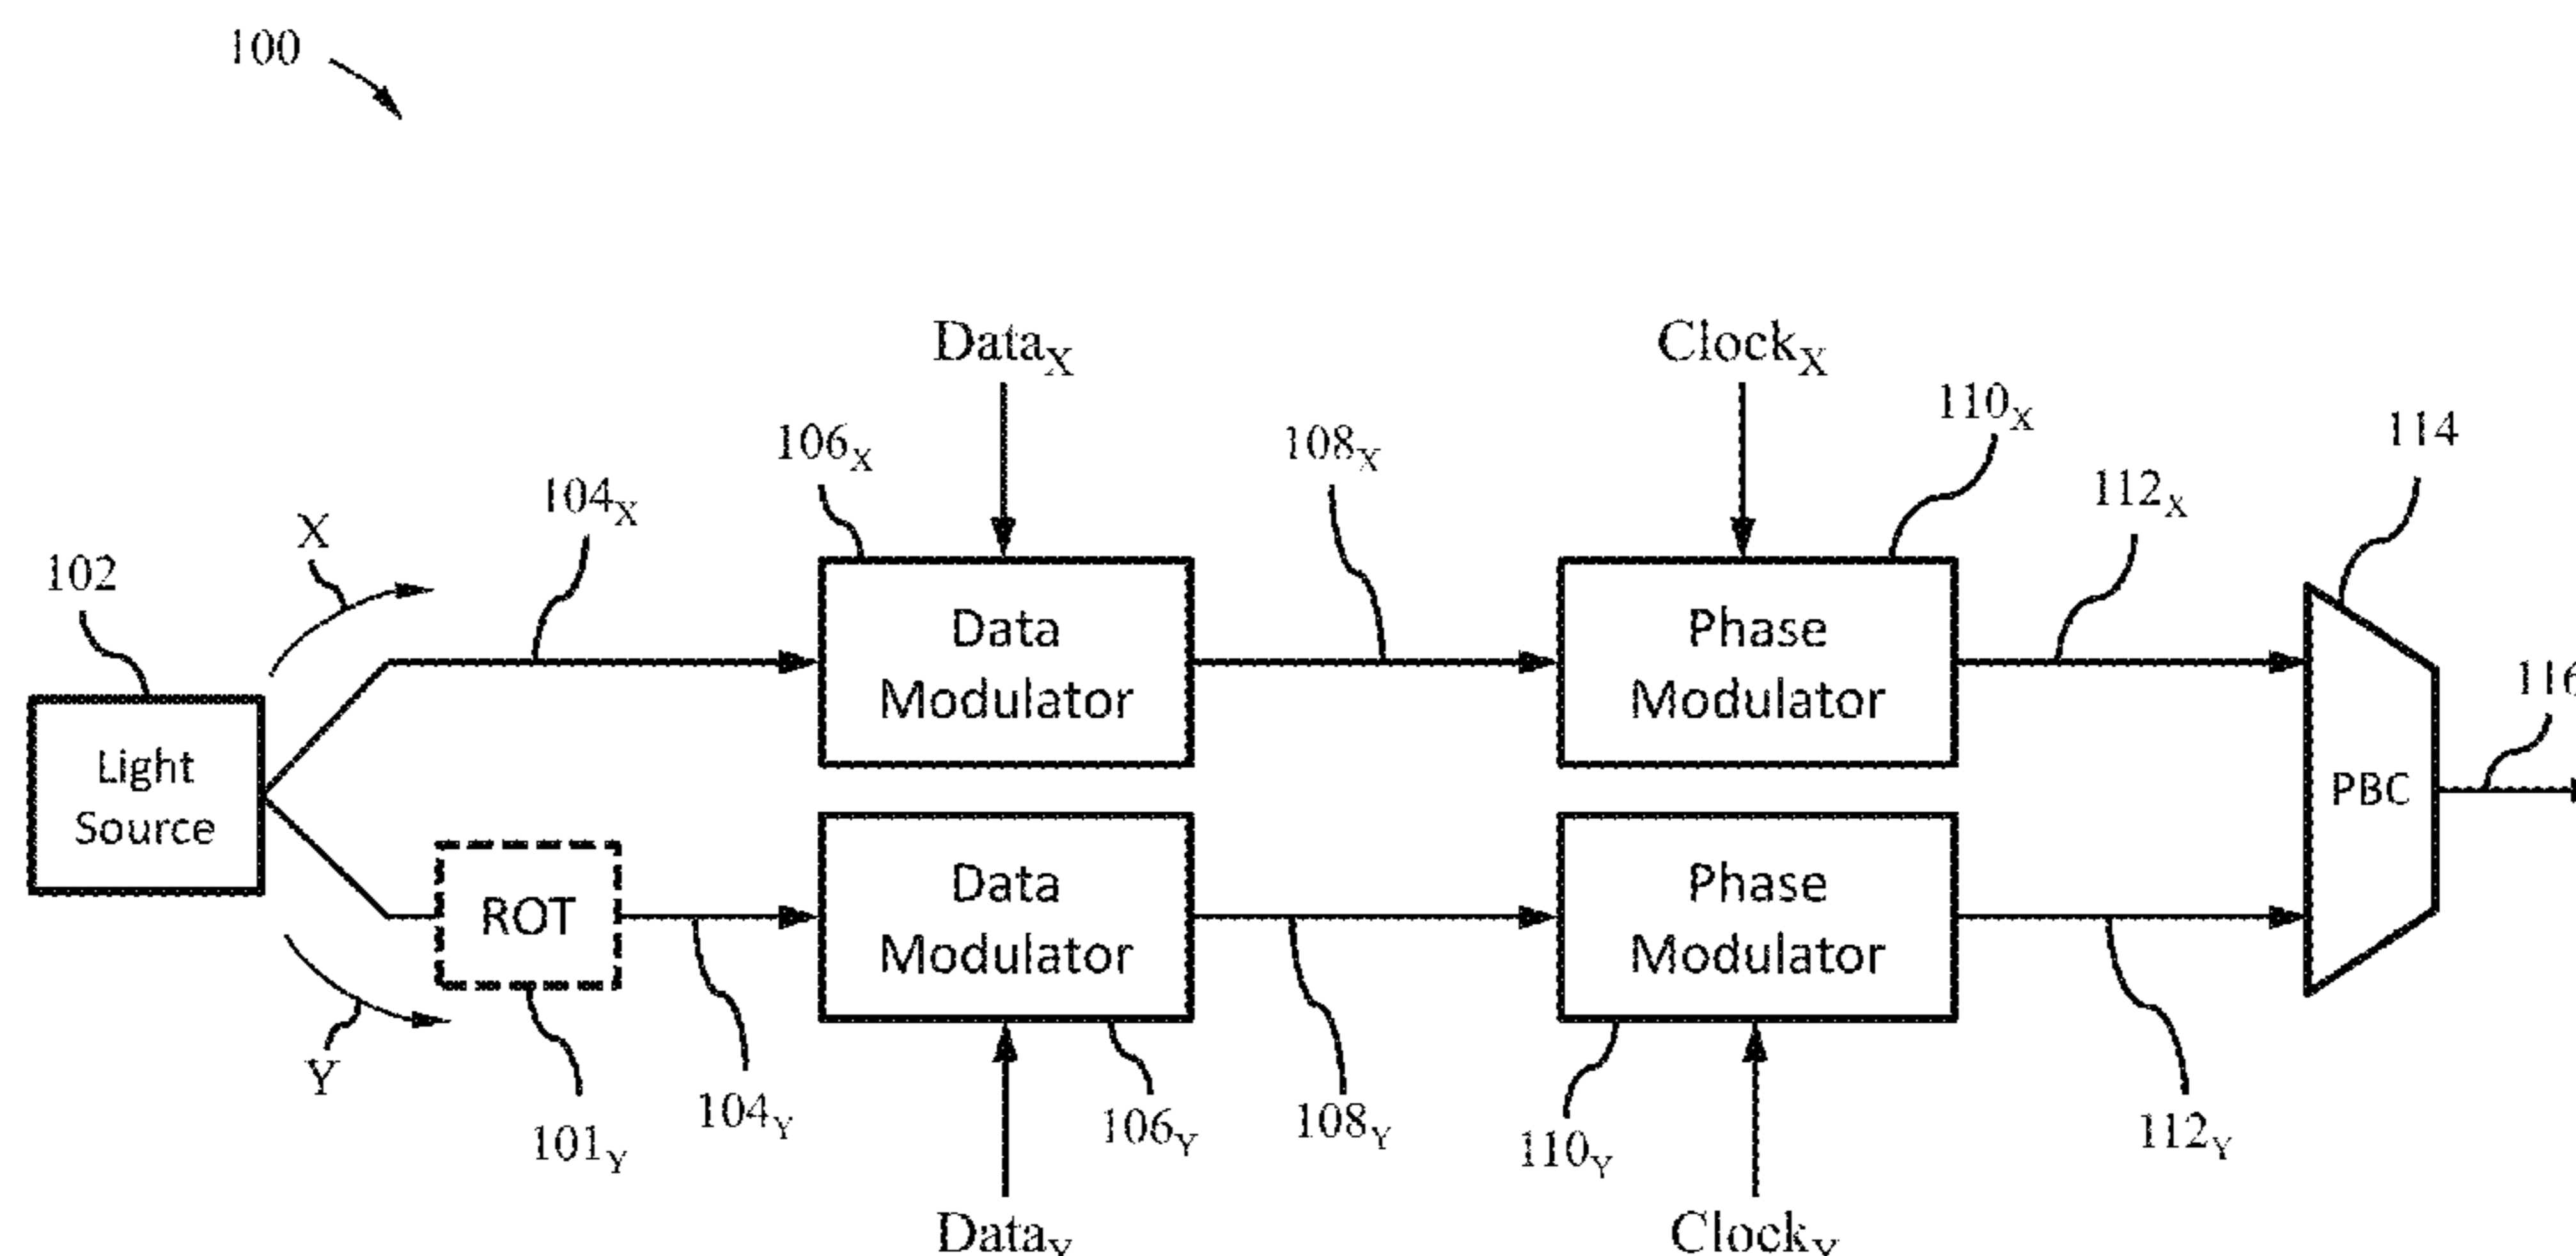 100
Data_X
Clock_X
106_X
108_X
110_X
114
104_X
112_X
X
102
116
Data
Modulator
Phase
Modulator
Light
Source
PBC
ROT
Data
Modulator
Phase
Modulator
Y
101_Y
104_Y
106_Y
108_Y
110_Y
112_Y
Data_Y
Clock_Y